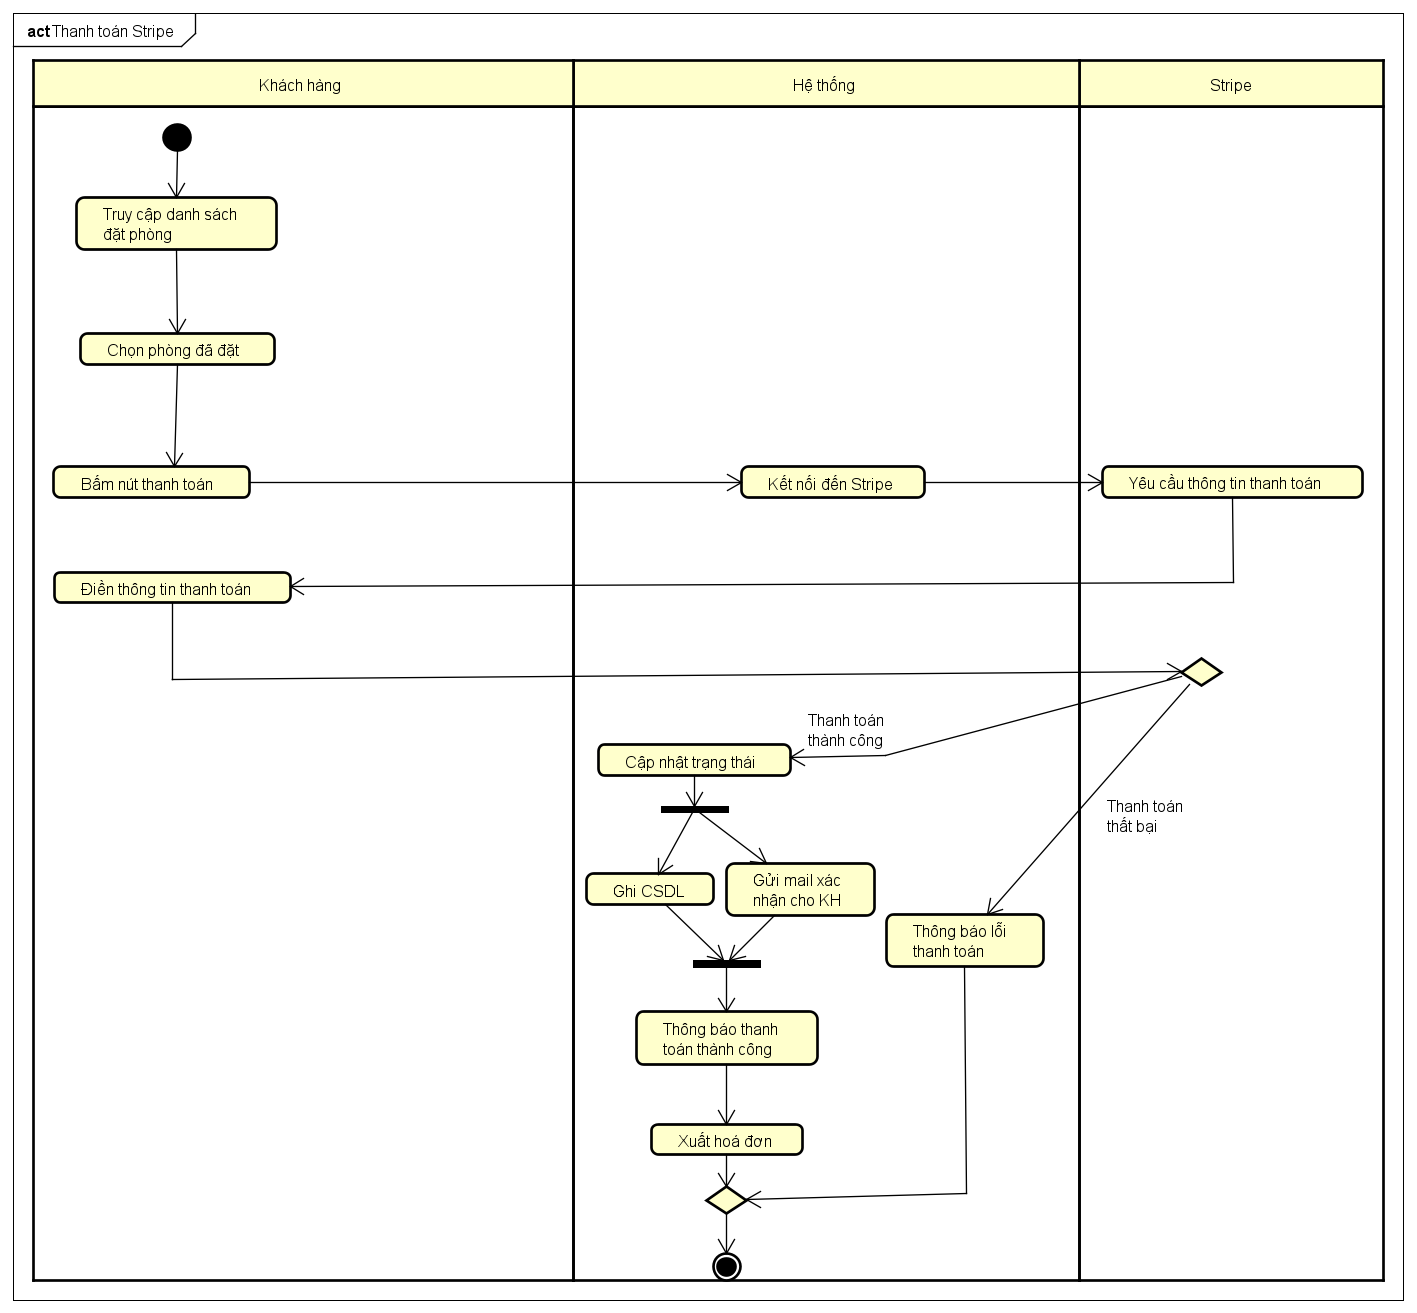 act Thanh toán Stripe
Khách hàng
Hệ thống
Stripe
Truy cập danh sách
đặt phòng
Chọn phòng đã đặt
Bấm nút thanh toán
Kết nối đến Stripe
Yêu cầu thông tin thanh toán
Điền thông tin thanh toán
Thanh toán
thành công
Cập nhật trạng thái
Thanh toán
thất bại
Ghi CSDL
Gửi mail xác
nhận cho KH
Thông báo lỗi
thanh toán
Thông báo thanh
toán thành công
Xuất hoá đơn